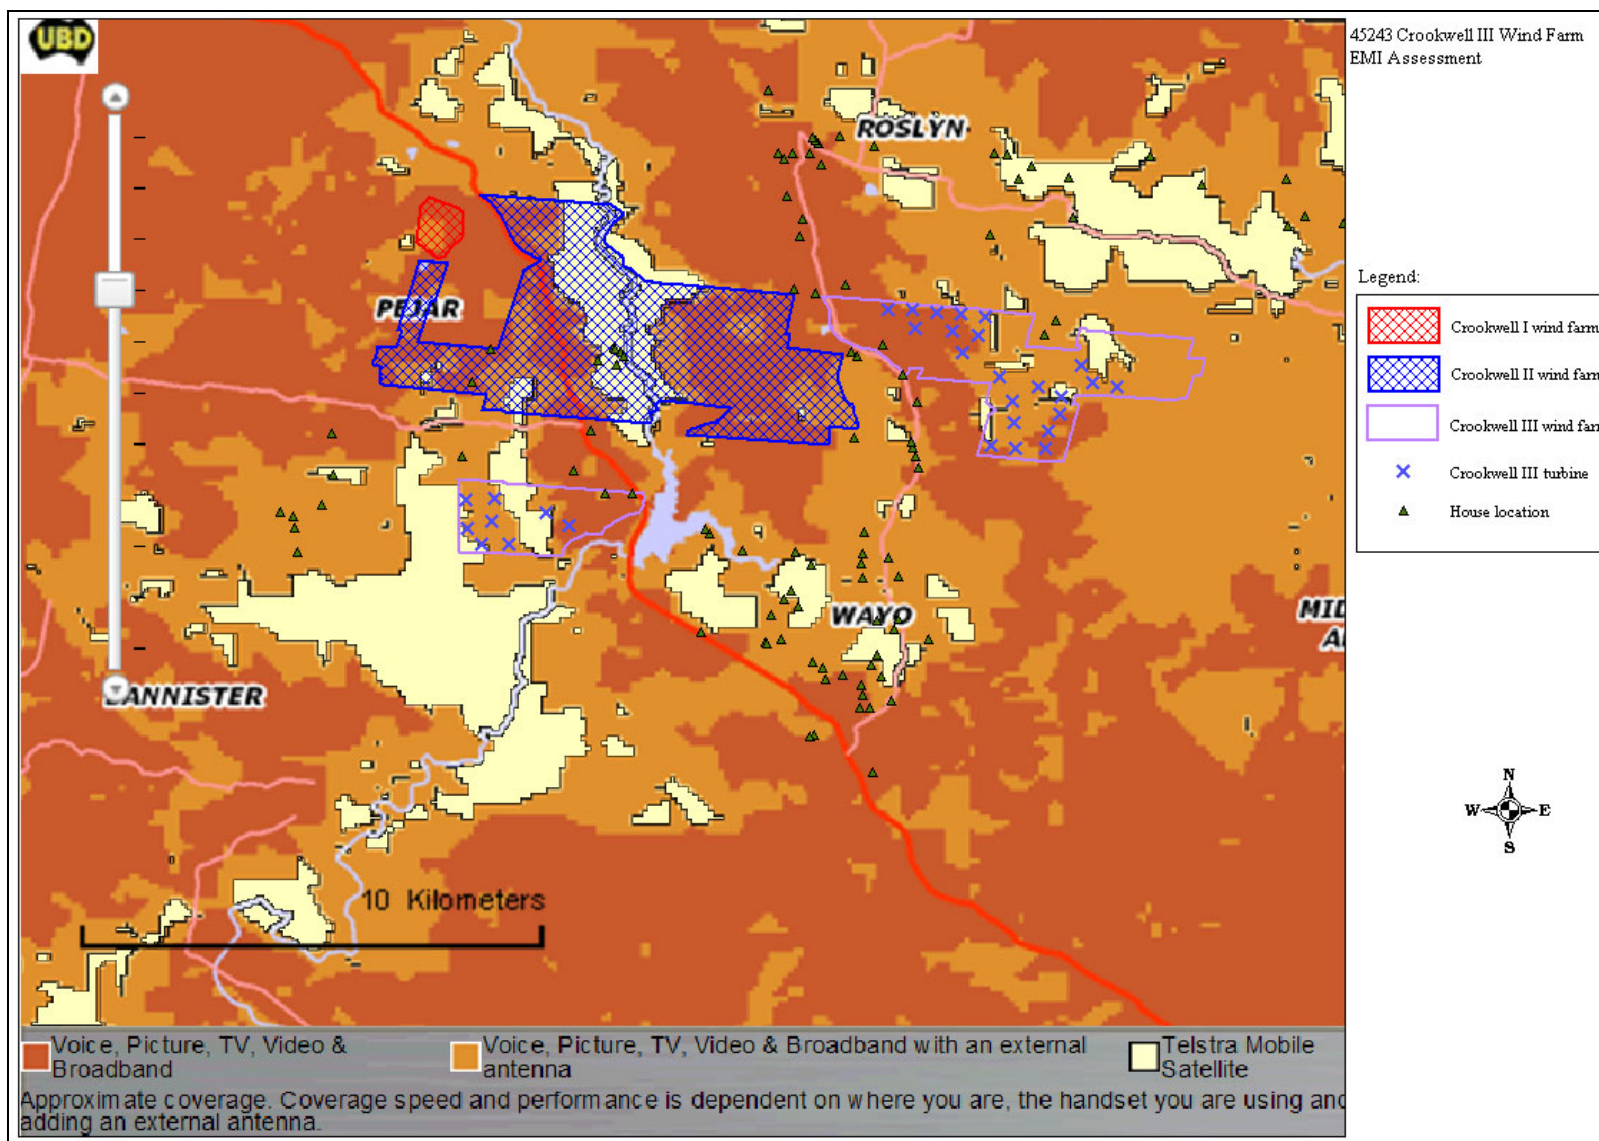 UBD
45243 Crookwell III Wind Farm
EMI Assessment
ROSLYN
PEJAR
WAYO
BANNISTER
10 Kilometers
Legend:
Crookwell I wind farm
Crookwell II wind farm
Crookwell III wind farm
Crookwell III turbine
House location
N
W E
S
Voice, Picture, TV, Video &
Broadband
Voice, Picture, TV, Video & Broadband with an external
antenna
Telstra Mobile
Satellite
Approximate coverage. Coverage speed and performance is dependent on where you are, the handset you are using and
adding an external antenna.